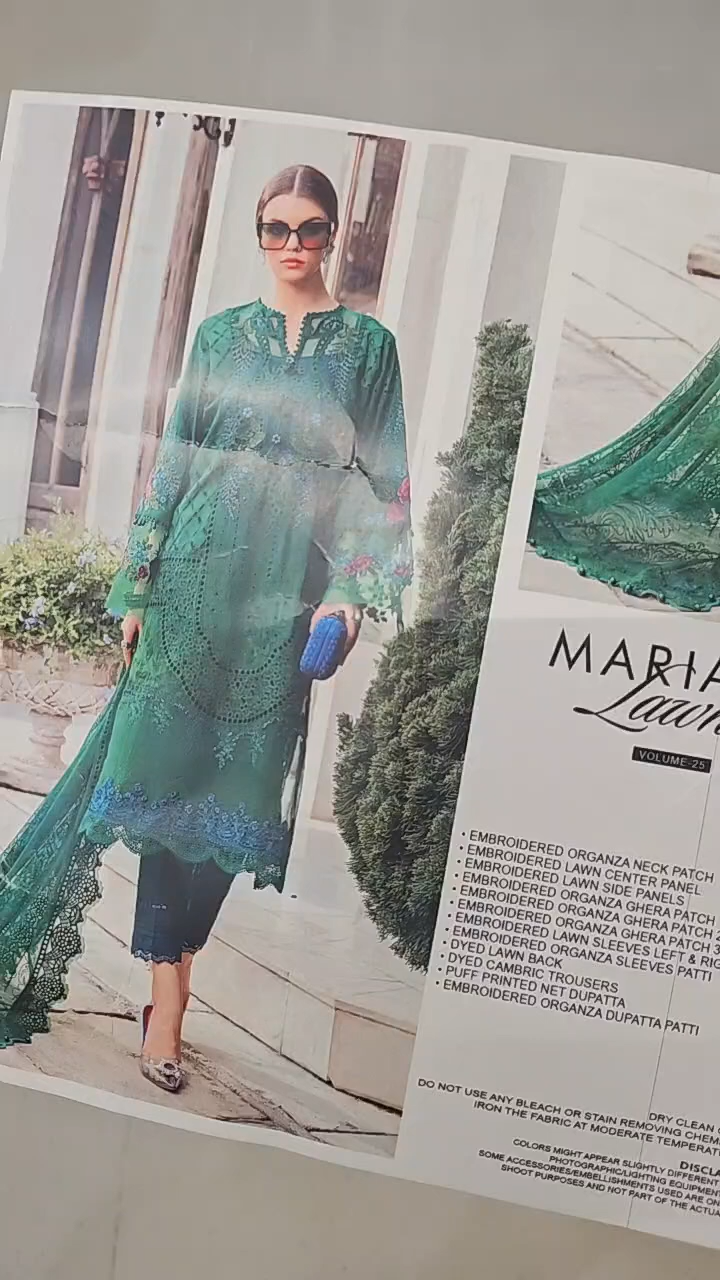 MARIA
Lawn
VOLUME-25
• EMBROIDERED ORGANZA NECK PATCH
• EMBROIDERED LAWN CENTER PANEL
• EMBROIDERED LAWN SIDE PANELS
• EMBROIDERED ORGANZA GHERA PATCH
• EMBROIDERED ORGANZA GHERA PATCH
• EMBROIDERED ORGANZA GHERA PATCH 3
• EMBROIDERED LAWN SLEEVES LEFT &
• EMBROIDERED ORGANZA SLEEVES PATTI
• DYED LAWN BACK
• DYED CAMBRIC TROUSERS
• PUFF PRINTED NET DUPATTA
• EMBROIDERED ORGANZA DUPATTA PATTI
DRY CLEAN
DO NOT USE ANY BLEACH OR STAIN REMOVING
IRON THE FABRIC AT MODERATE
COLORS MIGHT APPEAR SLIGHTLY DIFFERENT
PHOTOGRAPHIC/LIGHTING
SOME ACCESSORIES/EMBELLISHMENTS USED ARE
SHOOT PURPOSES AND NOT PART OF THE